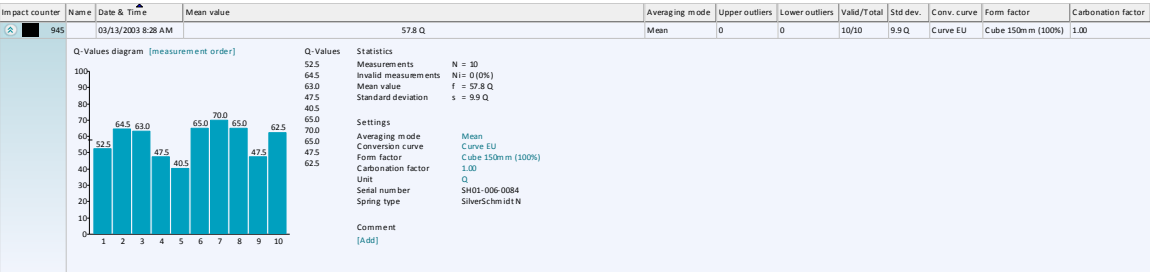 Impact counter Name Date & Time Mean value Averaging mode Upper outliers Lower outliers Valid/Total Std dev. Conv. curve Form factor Carbonation factor
945 03/13/2003 8:28 AM 57.8 Q Mean 0 0 10/10 9.9 Q Curve EU Cube 150mm (100%) 1.00
Q-Values diagram [measurement order]
100
90
80
70
60
50
40
30
20
10
0
52.5 64.5 63.0 47.5 40.5 65.0 70.0 65.0 47.5 62.5
1 2 3 4 5 6 7 8 9 10
Q-Values
52.5
64.5
63.0
47.5
40.5
65.0
70.0
65.0
47.5
62.5
Statistics
Measurements N = 10
Invalid measurements Ni = 0 (0%)
Mean value f = 57.8 Q
Standard deviation s = 9.9 Q
Settings
Averaging mode Mean
Conversion curve Curve EU
Form factor Cube 150mm (100%)
Carbonation factor 1.00
Unit Q
Serial number SH01-006-0084
Spring type SilverSchmidt N
Comment
[Add]